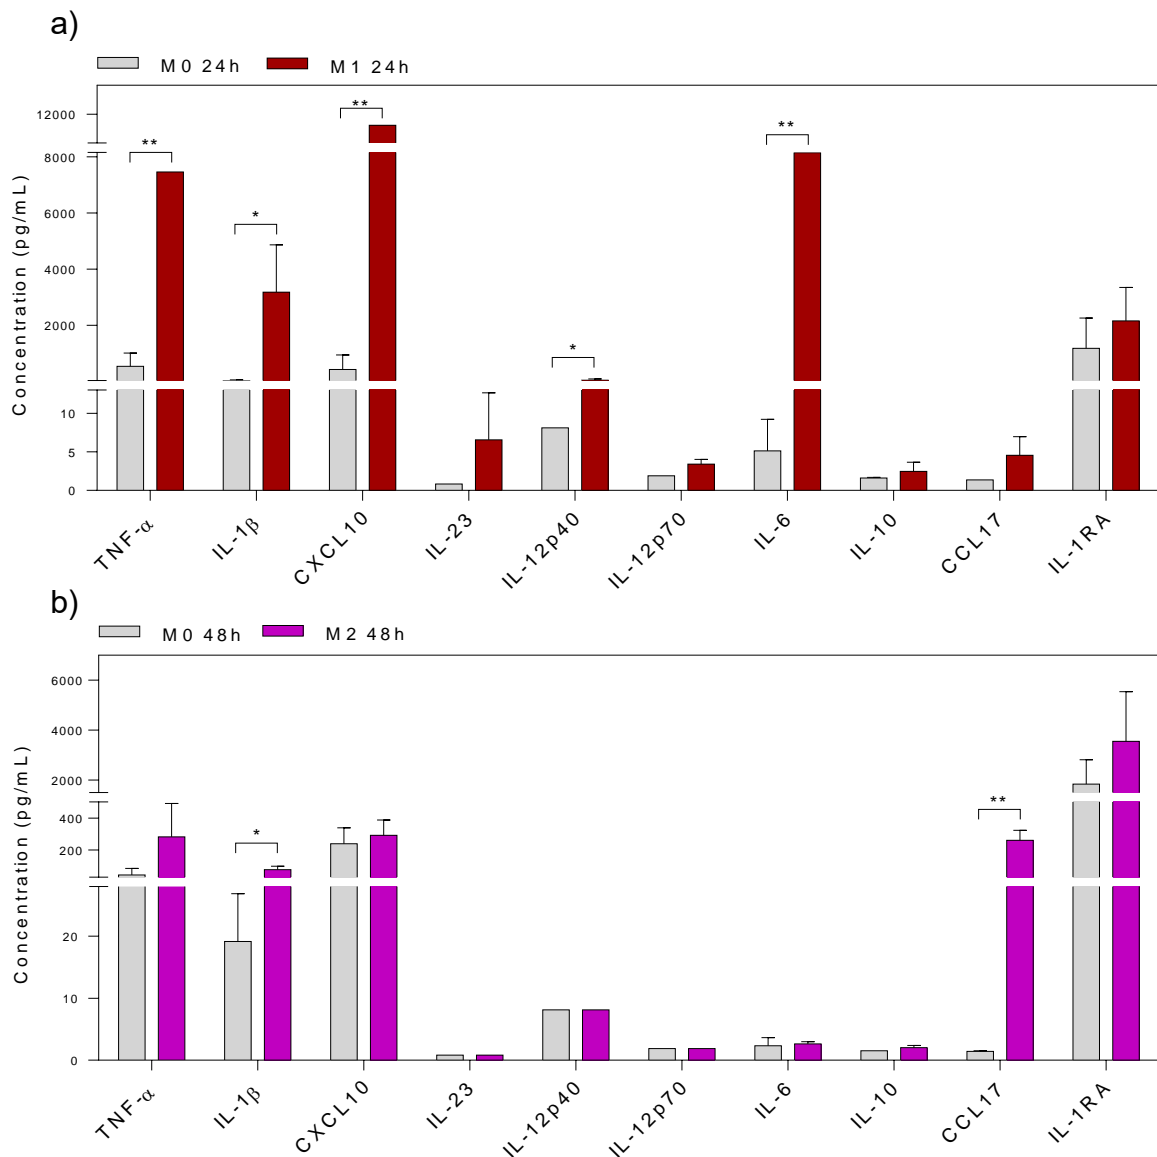 a)
M0 24h
M1 24h
Concentration (pg/mL)
12000
8000
6000
4000
2000
10
5
0
**
*
**
*
**
TNF-α
IL-1β
CXCL10
IL-23
IL-12p40
IL-12p70
IL-6
IL-10
CCL17
IL-1RA
b)
M0 48h
M2 48h
Concentration (pg/mL)
6000
4000
2000
400
200
20
10
0
*
**
TNF-α
IL-1β
CXCL10
IL-23
IL-12p40
IL-12p70
IL-6
IL-10
CCL17
IL-1RA